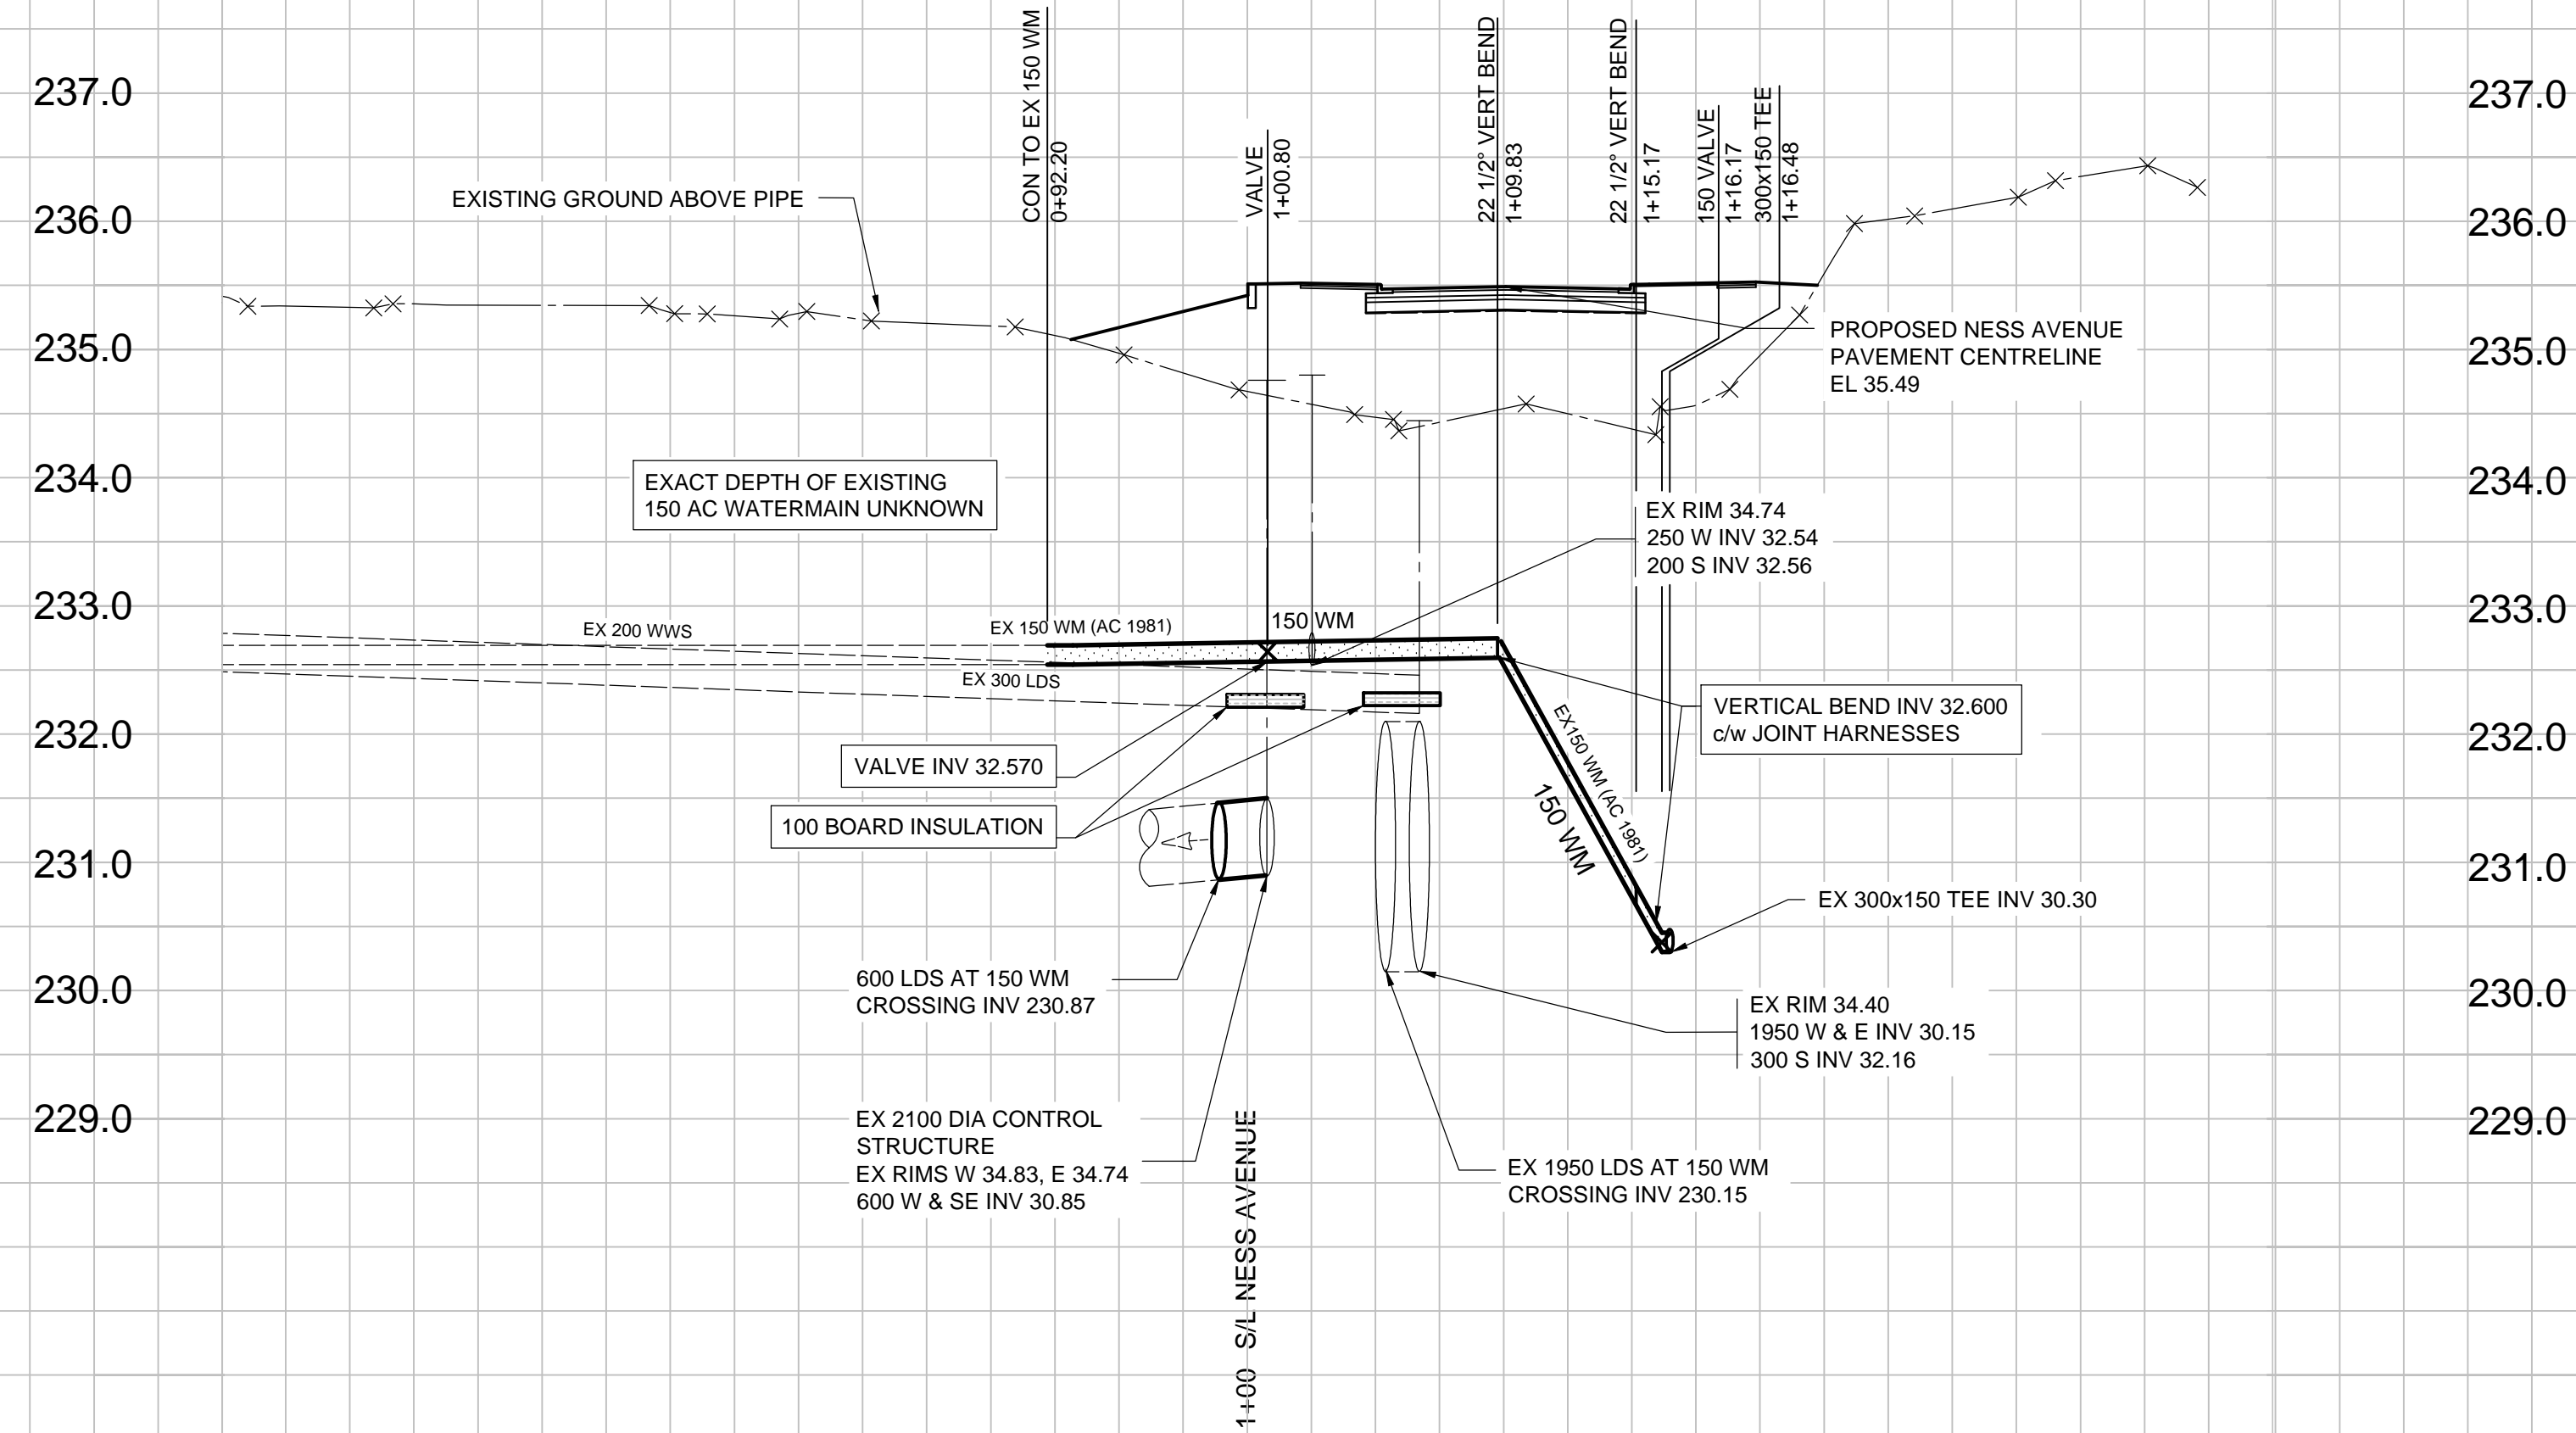 237.0
236.0
235.0
234.0
233.0
232.0
231.0
230.0
229.0
CON TO EX 150 WM
0+92.20
VALVE
1+00.80
22 1/2° VERT BEND
1+09.83
22 1/2° VERT BEND
1+15.17
150 VALVE
1+16.17
300x150 TEE
1+16.48
237.0
236.0
235.0
234.0
233.0
232.0
231.0
230.0
229.0
EXISTING GROUND ABOVE PIPE
PROPOSED NESS AVENUE
PAVEMENT CENTRELINE
EL 35.49
EXACT DEPTH OF EXISTING
150 AC WATERMAIN UNKNOWN
EX RIM 34.74
250 W INV 32.54
200 S INV 32.56
EX 200 WWS
EX 150 WM (AC 1981)
150 WM
EX 300 LDS
VERTICAL BEND INV 32.600
c/w JOINT HARNESSES
VALVE INV 32.570
100 BOARD INSULATION
EX150 WM (AC 1981)
150 WM
EX 300x150 TEE INV 30.30
600 LDS AT 150 WM
CROSSING INV 230.87
EX RIM 34.40
1950 W & E INV 30.15
300 S INV 32.16
EX 2100 DIA CONTROL
STRUCTURE
EX RIMS W 34.83, E 34.74
600 W & SE INV 30.85
EX 1950 LDS AT 150 WM
CROSSING INV 230.15
1+00 S/L NESS AVENUE